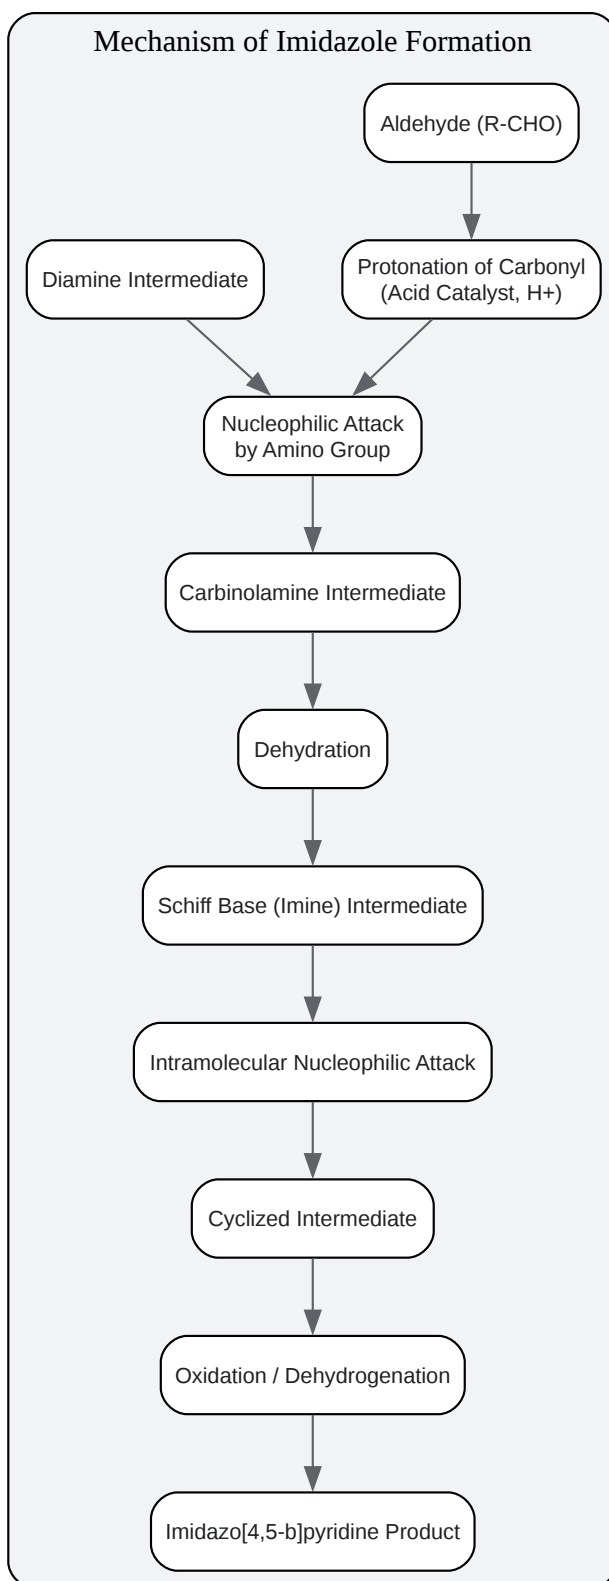 Mechanism of Imidazole Formation
Aldehyde (R-CHO)
Diamine Intermediate
Protonation of Carbonyl
(Acid Catalyst, H+)
Nucleophilic Attack
by Amino Group
Carbinolamine Intermediate
Dehydration
Schiff Base (Imine) Intermediate
Intramolecular Nucleophilic Attack
Cyclized Intermediate
Oxidation / Dehydrogenation
Imidazo[4,5-b]pyridine Product